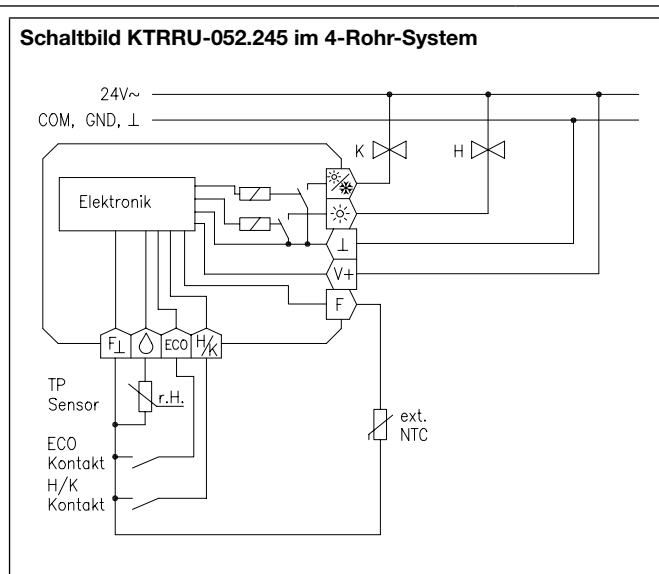 Schaltbild KTRRU-052.245 im 4-Rohr-System
24V~
COM, GND, ⊥
K
H
Elektronik
⊥
V+
F
F⊥
ECO
H/K
TP
Sensor
r.H.
ext.
NTC
ECO
Kontakt
H/K
Kontakt